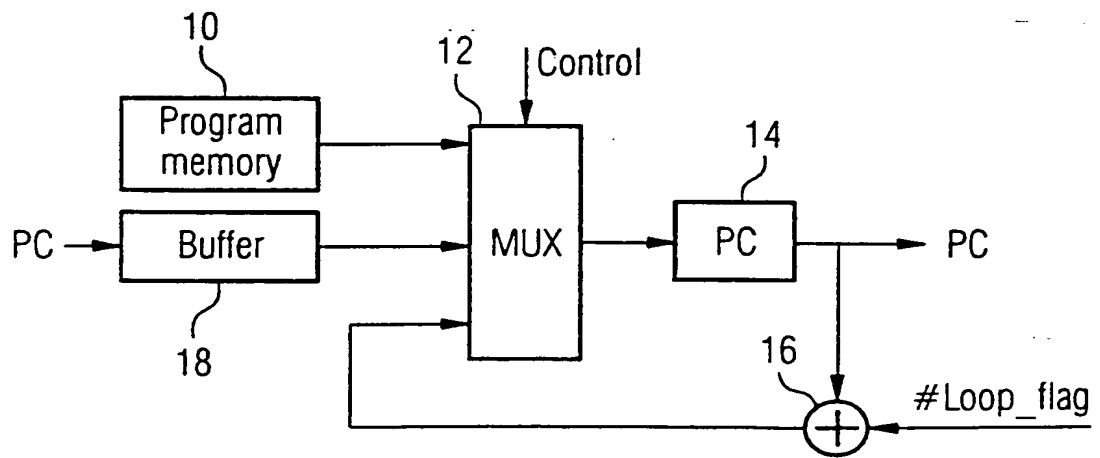 10
12
Control
Program
memory
14
PC
Buffer
MUX
PC
PC
18
16
#Loop_flag